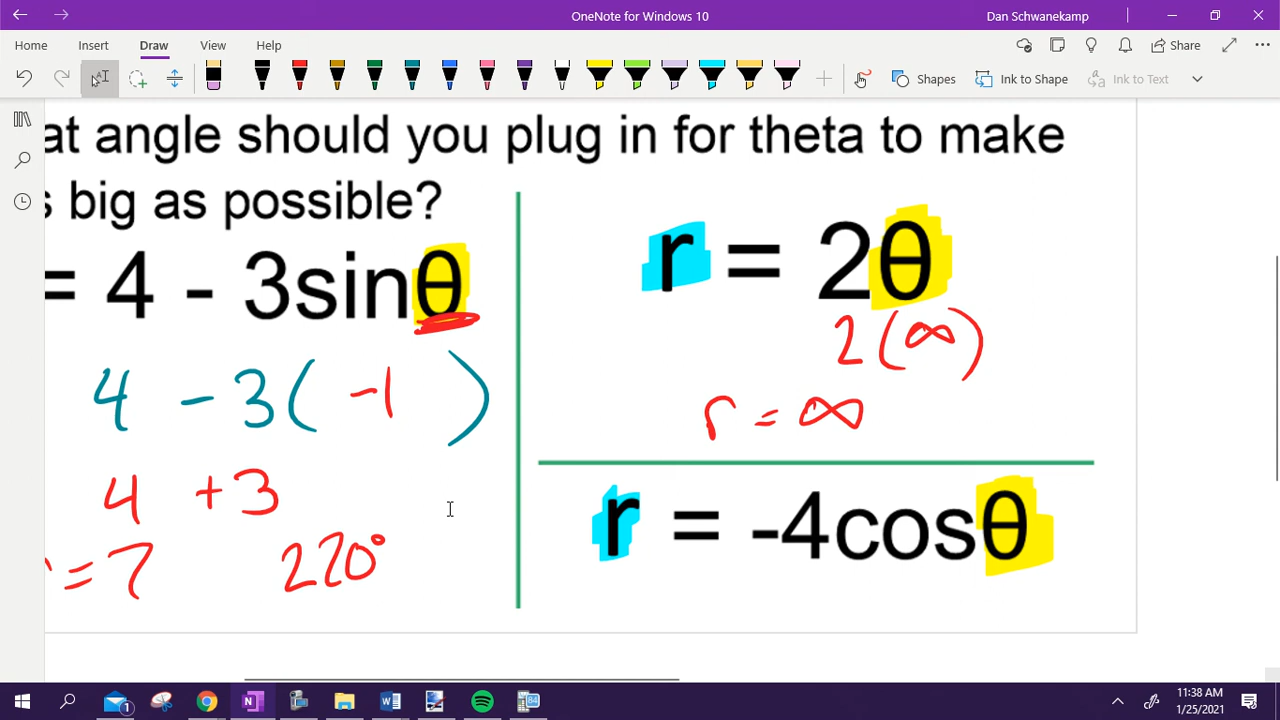 OneNote for Windows 10
Dan Schwanekamp
Home
Insert
Draw
View
Help
Share
Shapes
Ink to Shape
Ink to Text
at angle should you plug in for theta to make
s big as possible?
= 4 - 3sinθ
4 - 3( -1 )
4 + 3
= 7
270°
r = 2θ
2(∞)
r = ∞
r = -4cosθ
11:38 AM
1/25/2021